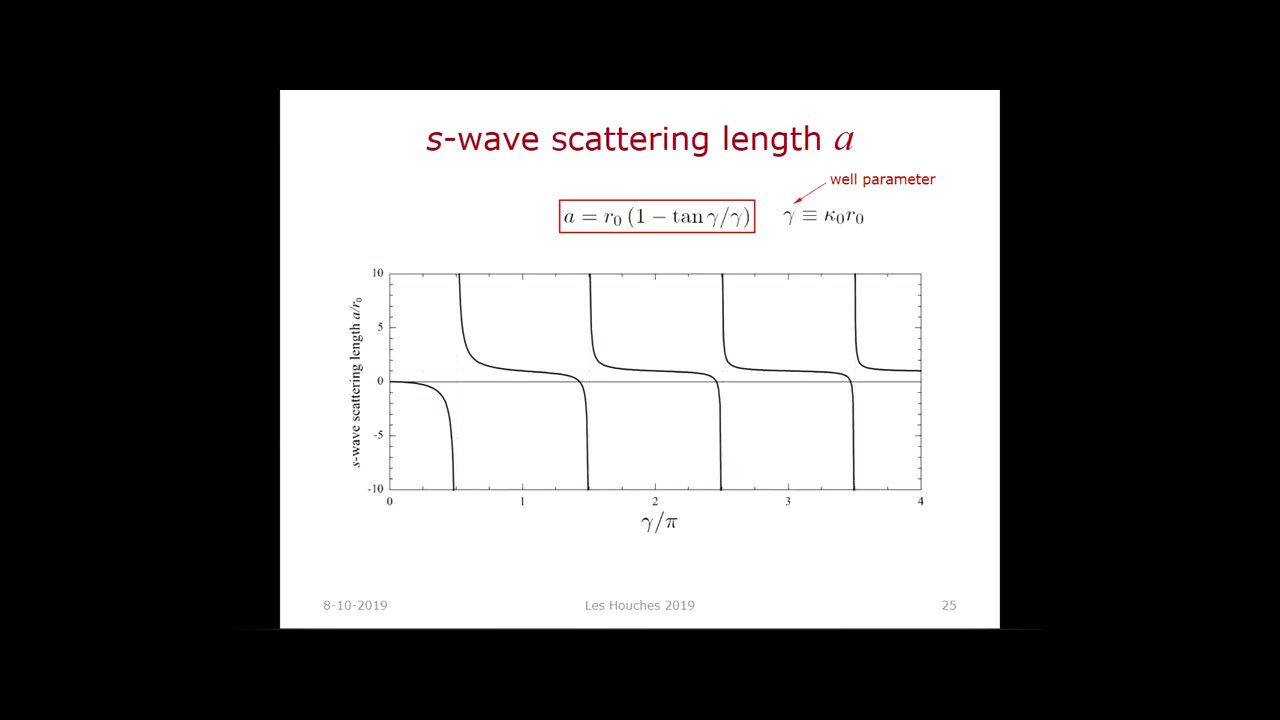 s-wave scattering length a
well parameter
a = r₀ (1 − tan γ/γ)
γ ≡ κ₀r₀
s-wave scattering length a/r₀
10
5
0
-5
-10
0 1 2 3 4
γ/π
8-10-2019 Les Houches 2019 25